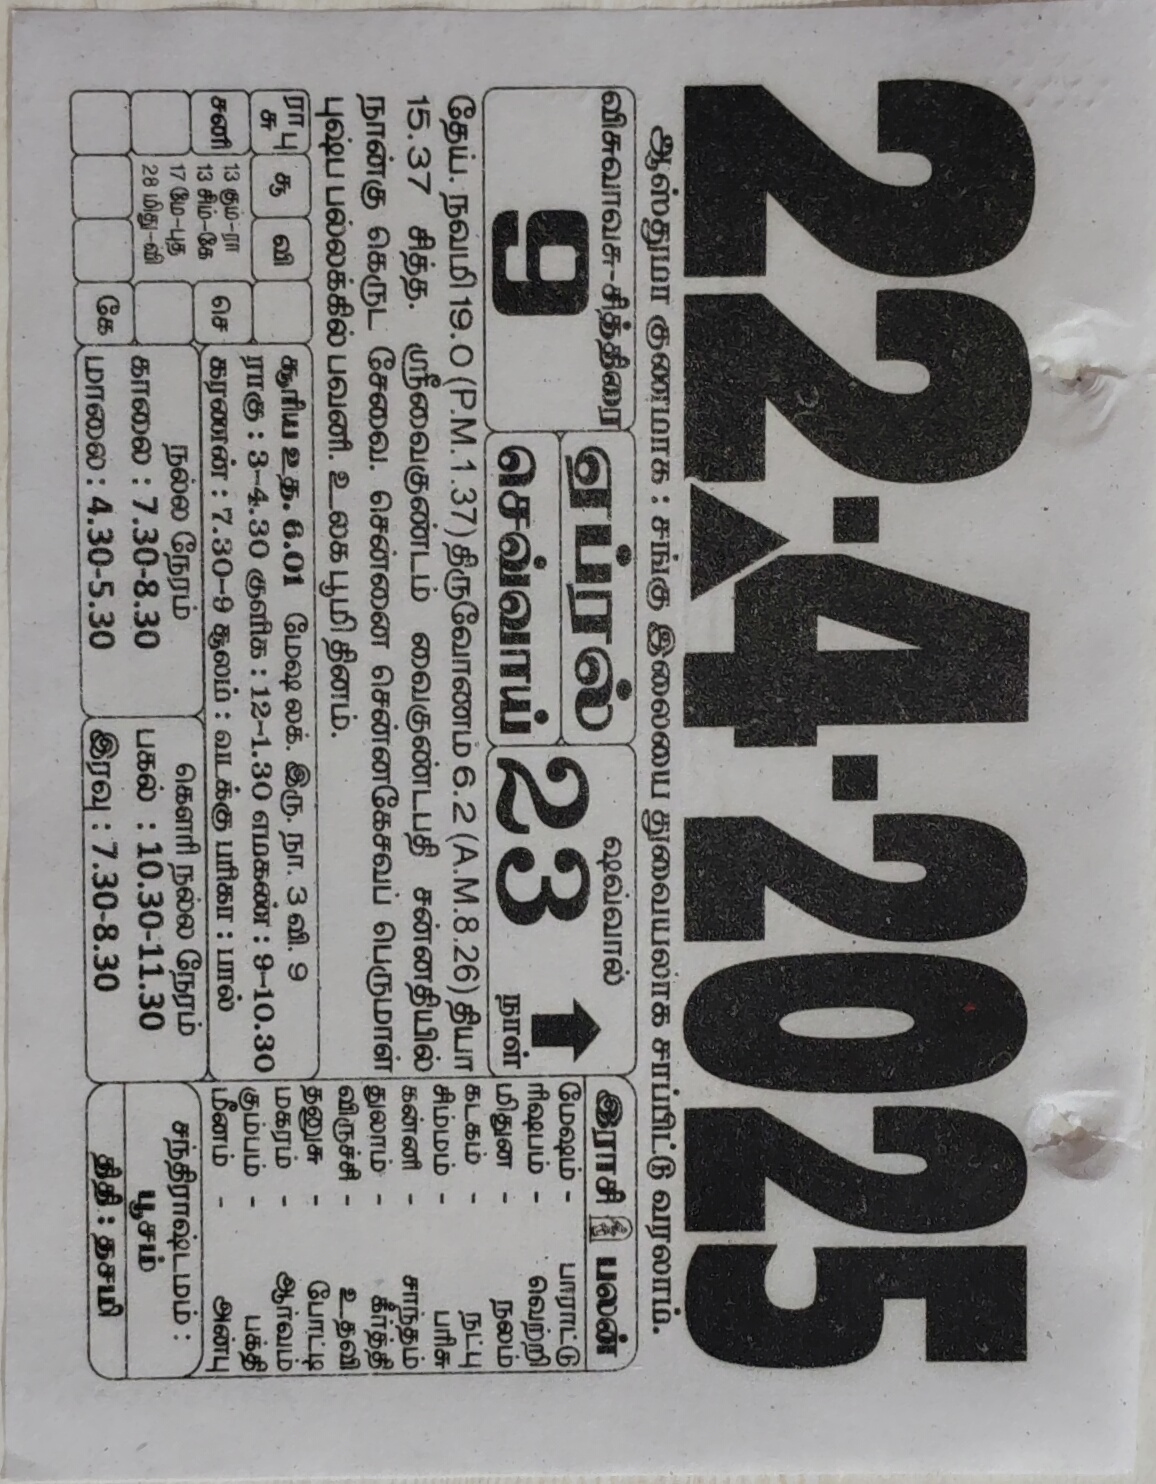 22-4-2025
ஆஸ்துமா குணமாக : சங்கு இலையை துவையலாக சாப்பிட்டு வரலாம்.
விசுவாவசு-சித்திரை
9
ஏப்ரல்
செவ்வாய்
ஷவ்வால்
23
நாள்
தேய். நவமி 19.0 (P.M.1.37) திருவோணம் 6.2 (A.M.8.26) தியா
15.37 சித்த. ஸ்ரீவைகுண்டம் வைகுண்டபதி சன்னதியில்
நான்கு கெருட சேவை. சென்னை சென்னகேசவப் பெருமாள்
புஷ்ப பல்லக்கில் பவனி. உலக பூமி தினம்.
ரா பு
சு
சூ
வி
சனி
13 கும்-ரா
13 சிம்-கே
17 மே-புத
28 மிது-வி
செ
கே
சூரிய உத. 6.01 மேஷ லக். இரு. நா. 3 வி. 9
ராகு : 3-4.30 குளிக : 12-1.30 எமகண் : 9-10.30
கரணன் : 7.30-9 சூலம் : வடக்கு பரிகா : பால்
நல்ல நேரம்
காலை : 7.30-8.30
மாலை : 4.30-5.30
கௌரி நல்ல நேரம்
பகல் : 10.30-11.30
இரவு : 7.30-8.30
இராசி பலன்
மேஷம் - பாராட்டு
ரிஷபம் - வெற்றி
மிதுன - நலம்
கடகம் - நட்பு
சிம்மம் - பரிசு
கன்னி - சாந்தம்
துலாம் - கீர்த்தி
விருச்சி - உதவி
தனுசு - போட்டி
மகரம் - ஆர்வம்
கும்பம் - பக்தி
மீனம் - அன்பு
சந்திராஷ்டமம் :
பூசம்
திதி : தசமி